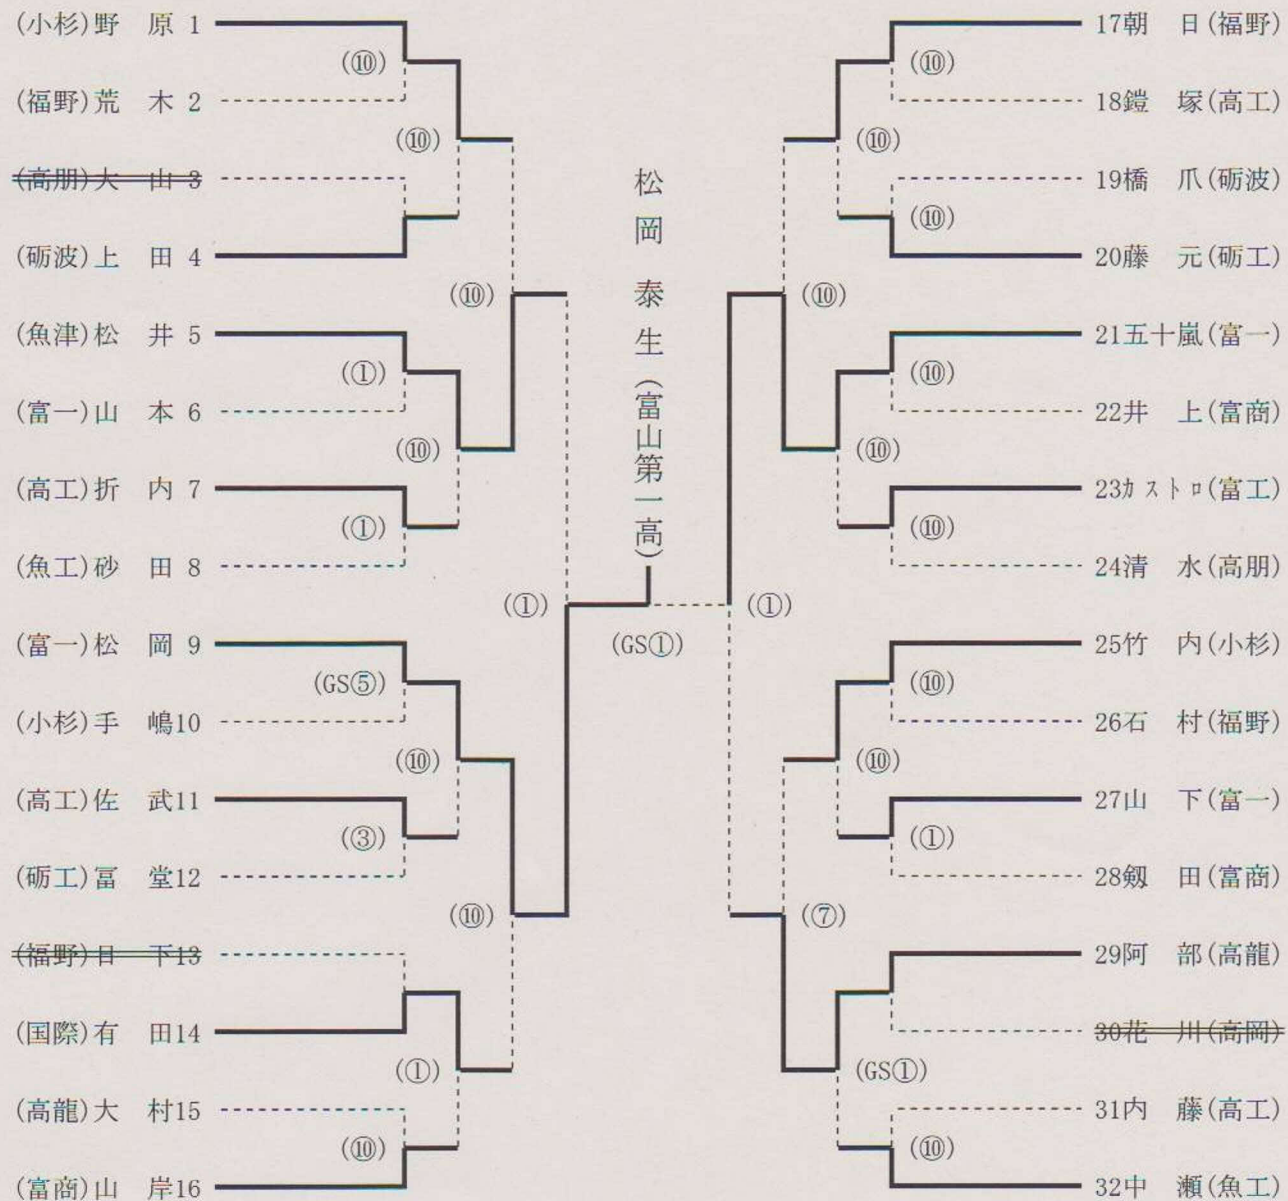 (小杉)野　原 1
(⑩)
(福野)荒　木 2
(⑩)
(高朋)大　山 3
(砺波)上　田 4
(⑩)
(魚津)松　井 5
(①)
(富一)山　本 6
(⑩)
(高工)折　内 7
(①)
(魚工)砂　田 8
(①)
(富一)松　岡 9
(GS⑤)
(小杉)手　嶋10
(⑩)
(高工)佐　武11
(③)
(砺工)冨　堂12
(⑩)
(福野)日　下13
(国際)有　田14
(①)
(高龍)大　村15
(⑩)
(富商)山　岸16
松岡泰生(富山第一高)
(GS①)
17朝　日(福野)
(⑩)
18鎧　塚(高工)
(⑩)
19橋　爪(砺波)
(⑩)
20藤　元(砺工)
(⑩)
21五十嵐(富一)
(⑩)
22井　上(富商)
(⑩)
23カストロ(富工)
(⑩)
24清　水(高朋)
(①)
25竹　内(小杉)
(⑩)
26石　村(福野)
(⑩)
27山　下(富一)
(①)
28剱　田(富商)
(⑦)
29阿　部(高龍)
30花　川(高岡)
(GS①)
31内　藤(高工)
(⑩)
32中　瀬(魚工)